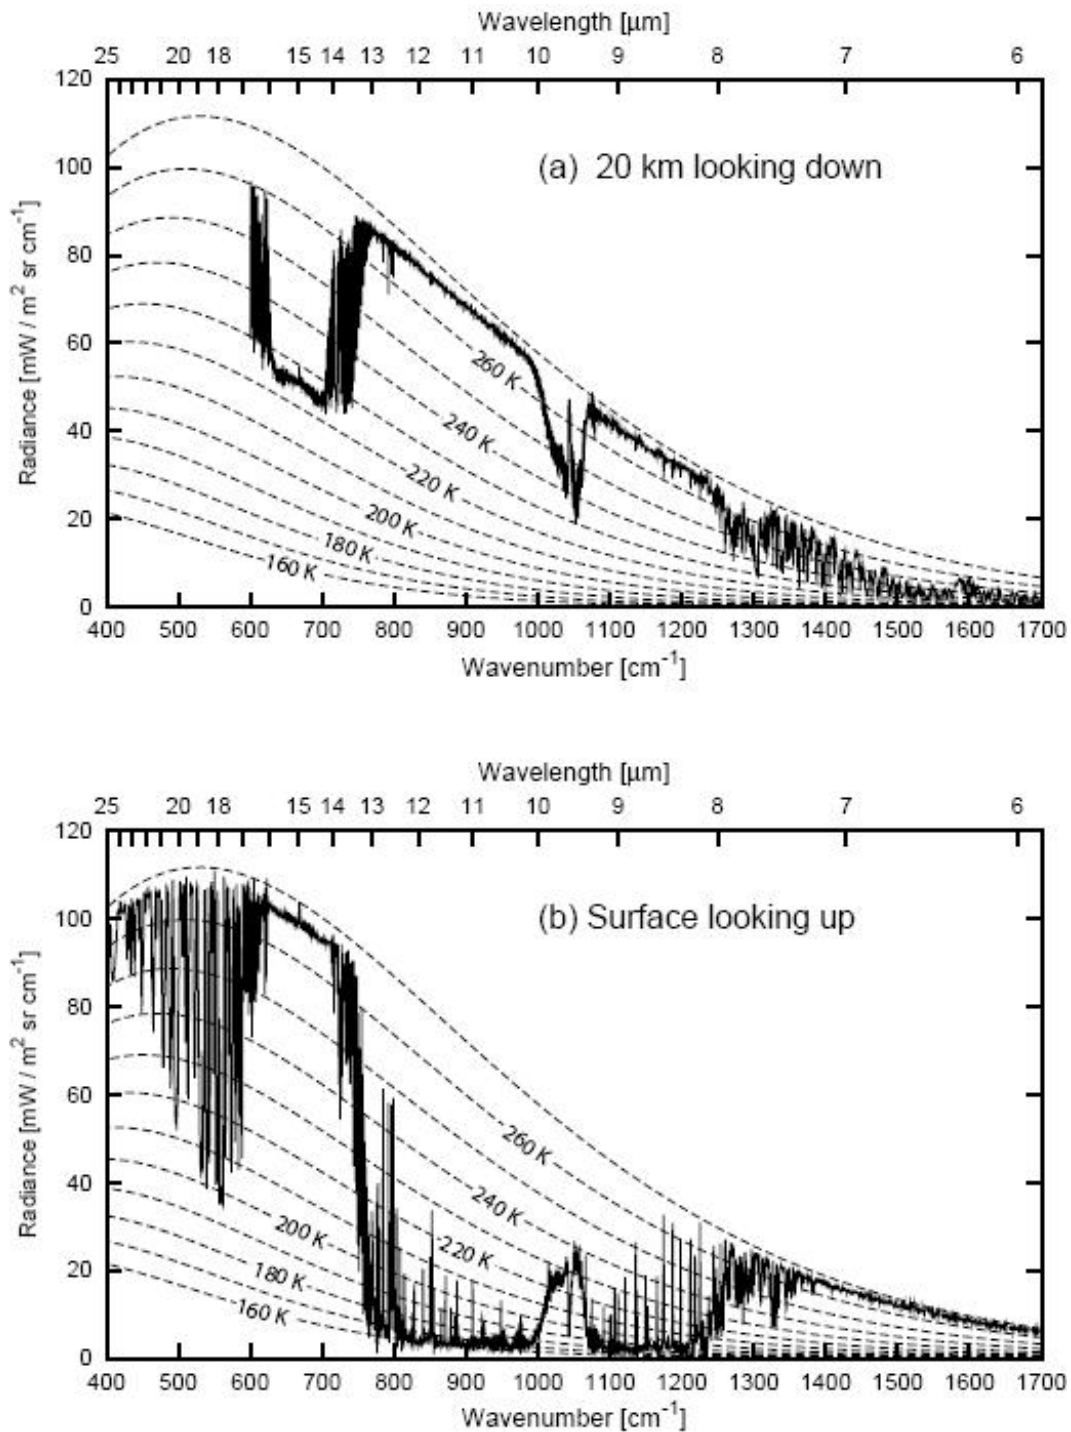 Wavelength [μm]
25 20 18 15 14 13 12 11 10 9 8 7 6
120
100
80
60
40
20
0
Radiance [mW / m² sr cm⁻¹]
(a) 20 km looking down
260 K
240 K
220 K
200 K
180 K
160 K
400 500 600 700 800 900 1000 1100 1200 1300 1400 1500 1600 1700
Wavenumber [cm⁻¹]
Wavelength [μm]
25 20 18 15 14 13 12 11 10 9 8 7 6
120
100
80
60
40
20
0
Radiance [mW / m² sr cm⁻¹]
(b) Surface looking up
260 K
240 K
220 K
200 K
180 K
160 K
400 500 600 700 800 900 1000 1100 1200 1300 1400 1500 1600 1700
Wavenumber [cm⁻¹]